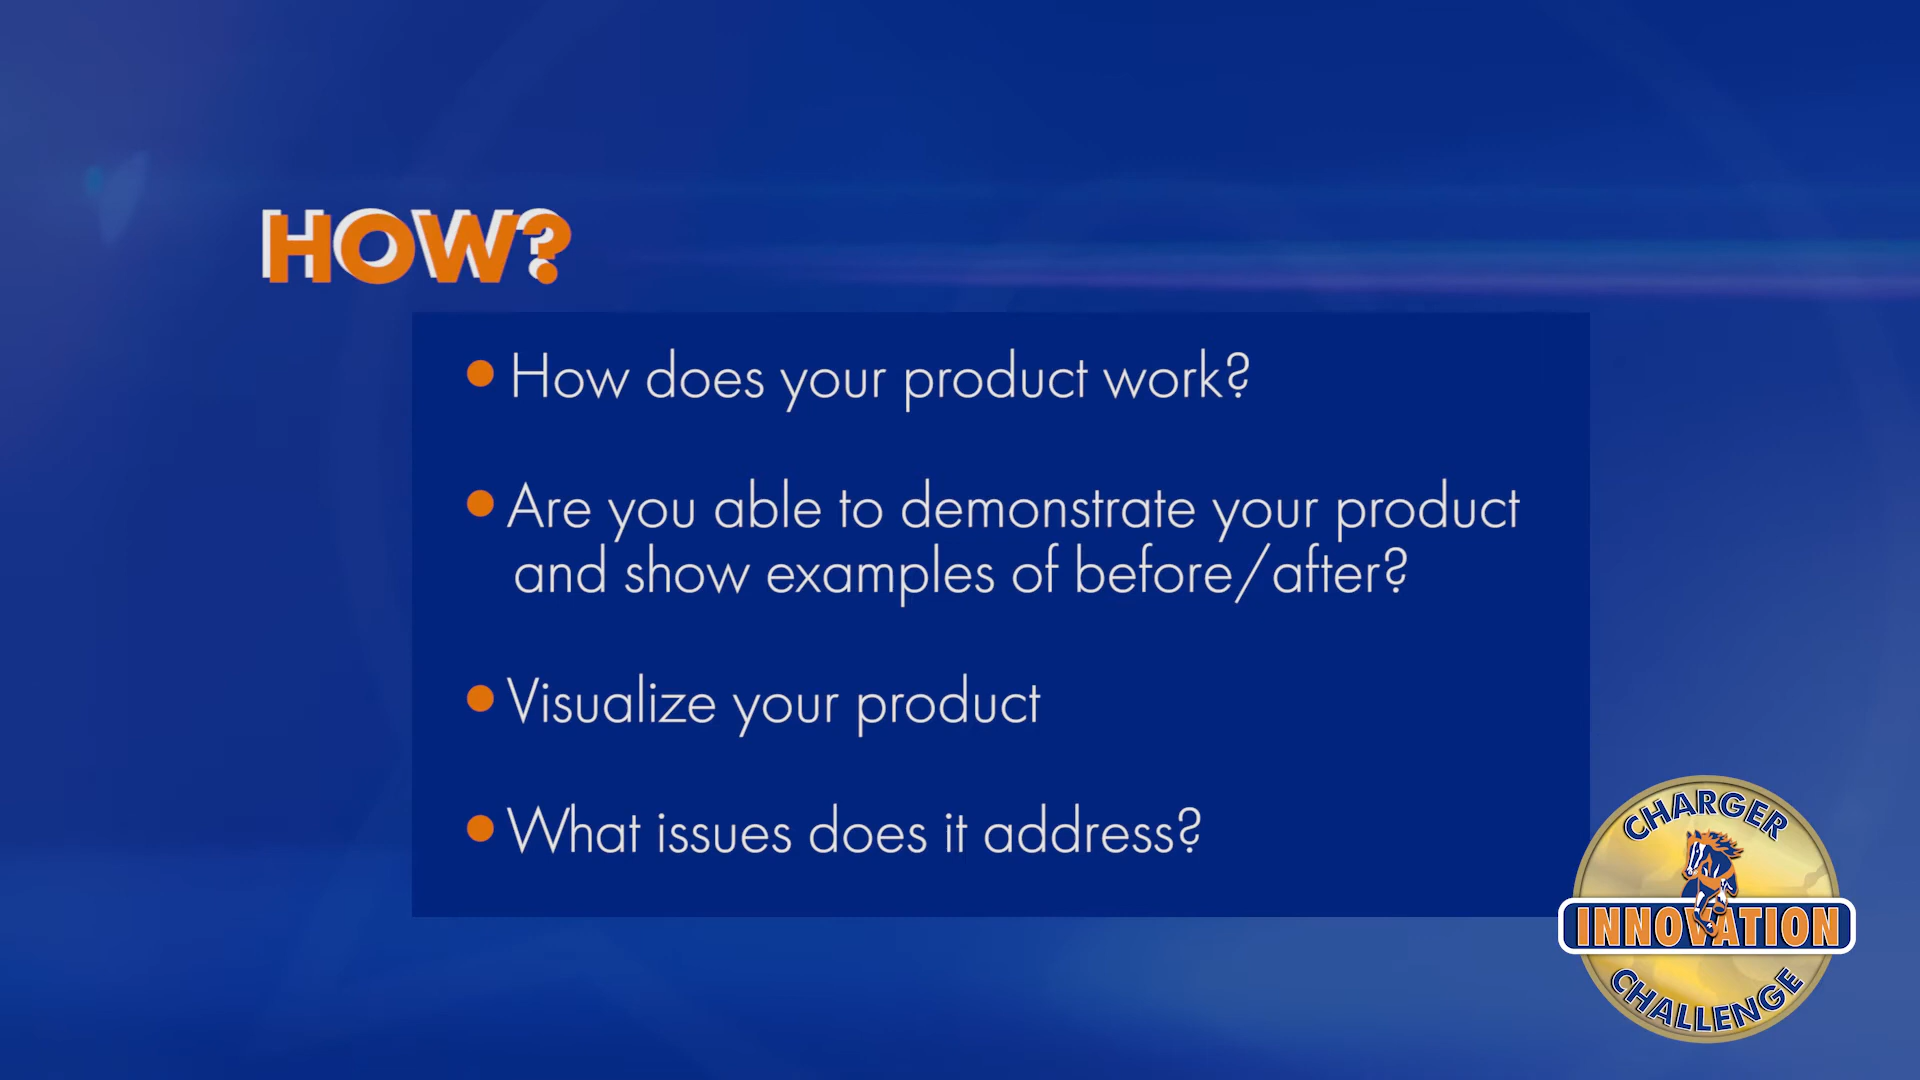 HOW?
• How does your product work?
• Are you able to demonstrate your product
and show examples of before/after?
• Visualize your product
• What issues does it address?
CHARGER
INNOVATION
CHALLENGE